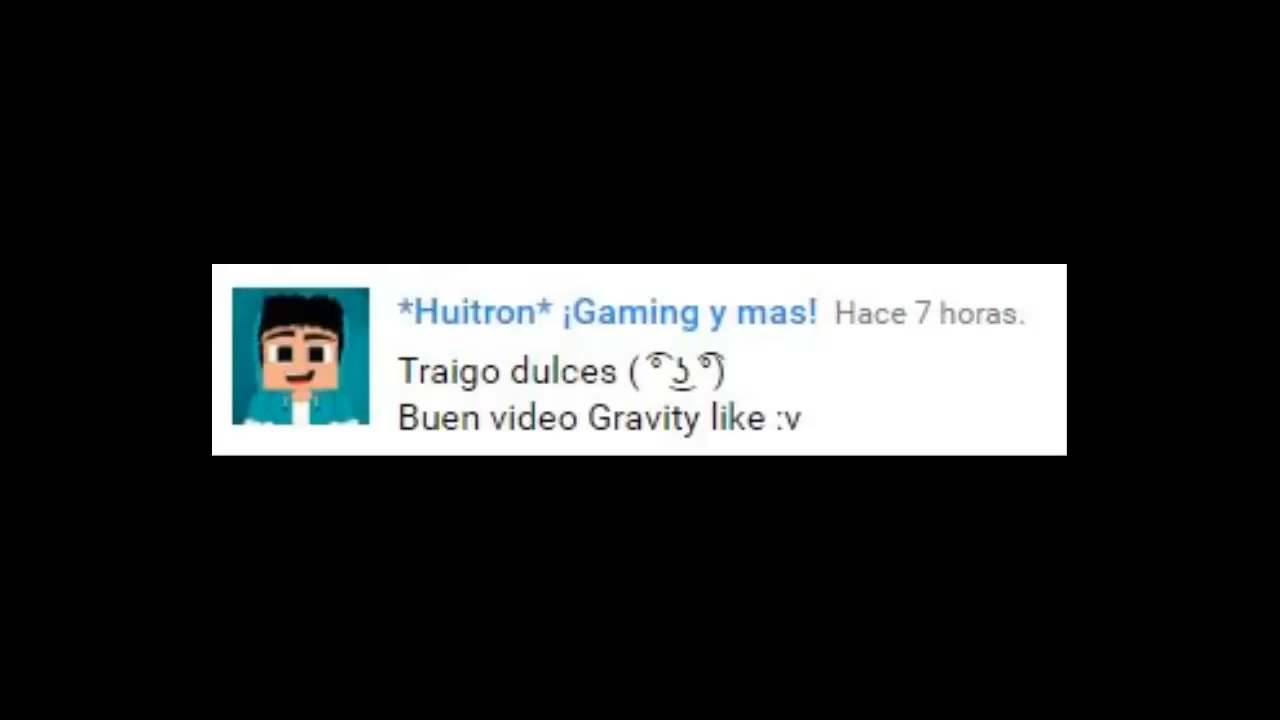 *Huitron* ¡Gaming y mas! Hace 7 horas.
Traigo dulces ( ͡° ͜ʖ ͡°)
Buen video Gravity like :v